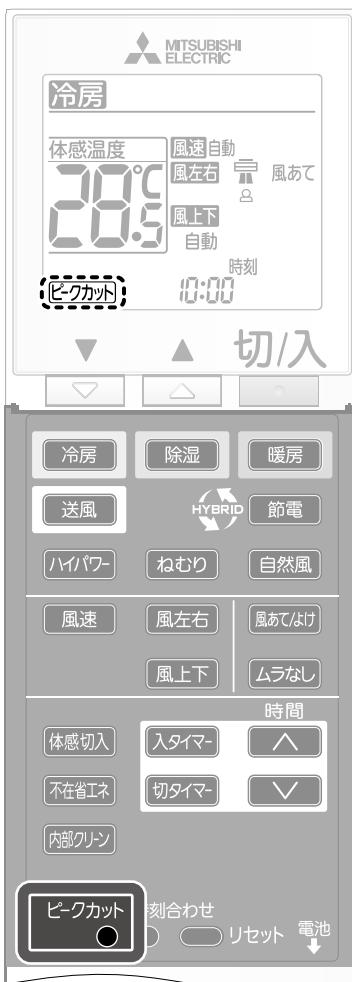 MITSUBISHI
ELECTRIC
冷房
体感温度
風速 自動
28.5℃
風左右 風あて
風上下
自動
時刻
ピークカット 10:00
▼ ▲ 切/入
▽ △
冷房 除湿 暖房
送風 HYBRID 節電
ハイパワー ねむり 自然風
風速 風左右 風あて/よけ
風上下 ムラなし
時間
体感切入 入タイマー ∧
不在省エネ 切タイマー ∨
内部クリーン
ピークカット 刻合わせ
リセット 電池